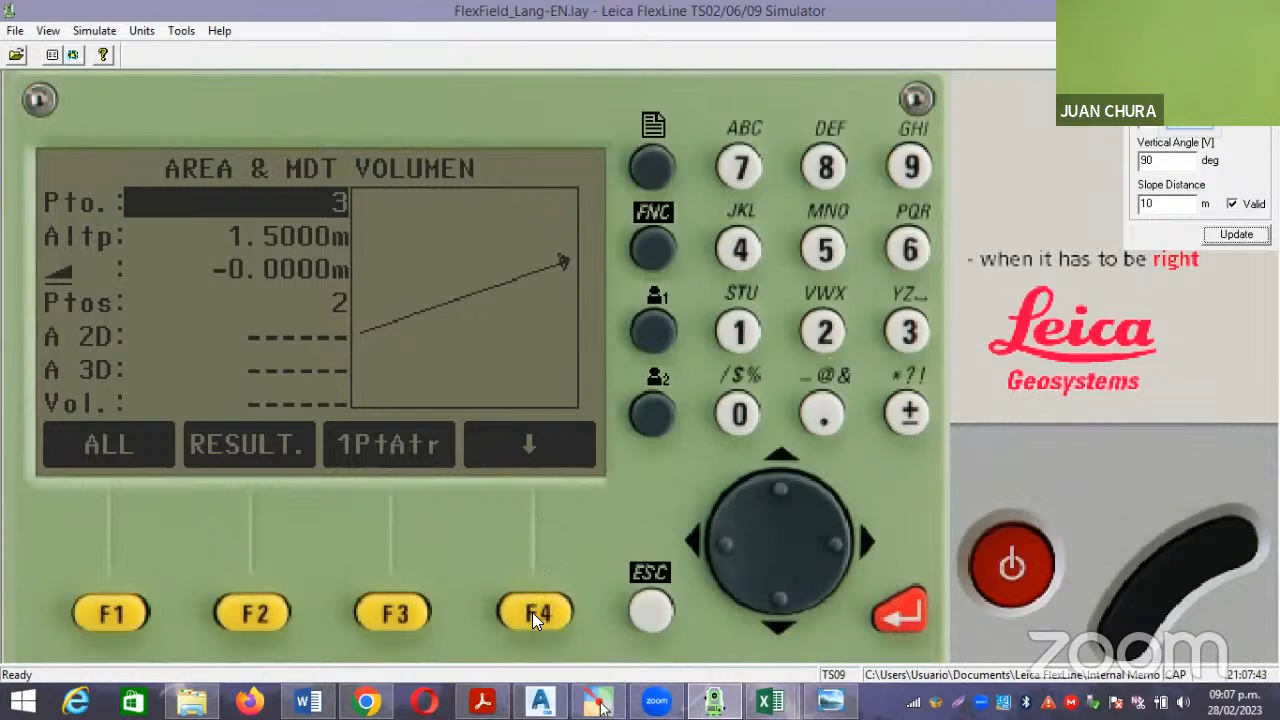 FlexField_Lang-EN.lay - Leica FlexLine TS02/06/09 Simulator
File View Simulate Units Tools Help
JUAN CHURA
Vertical Angle [V]
90 deg
Slope Distance
10 m Valid
Update
AREA & MDT VOLUMEN
Pto.: 3
Altp: 1.5000m
: -0.0000m
Ptos: 2
A 2D: ------
A 3D: ------
Vol.: ------
ALL RESULT. 1PtAtr ↓
ABC DEF GHI
7 8 9
FNC JKL MNO PQR
4 5 6
1 STU VWX YZ_
1 2 3
2 /$% _@& *?!
0 . ±
ESC
F1 F2 F3 F4
- when it has to be right
Leica
Geosystems
zoom
Ready TS09 C:\Users\Usuario\Documents\Leica FlexLine\Internal Memo CAP 21:07:43
zoom
09:07 p.m.
28/02/2023